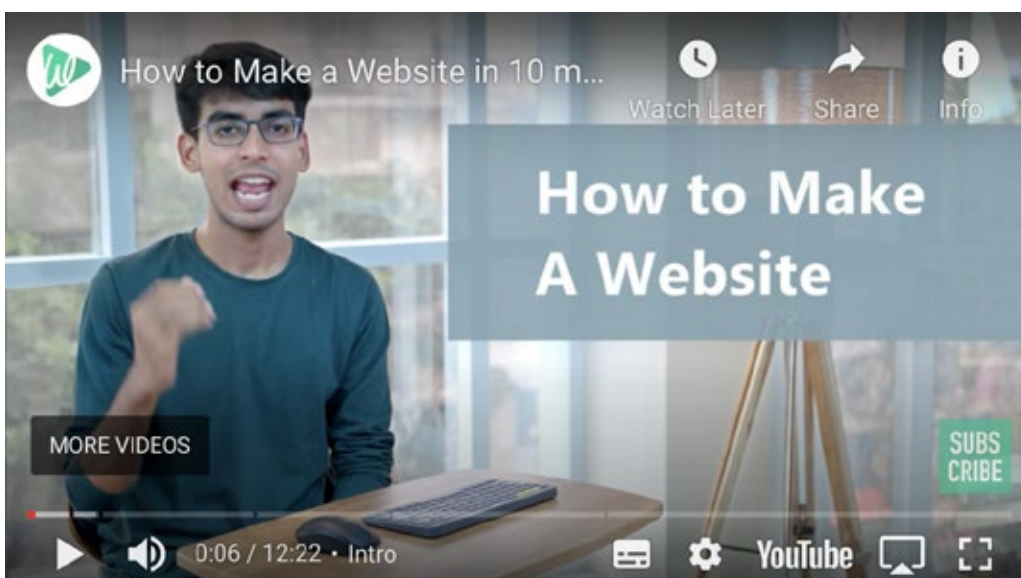 How to Make a Website in 10 m...
Watch Later
Share
Info
How to Make
A Website
MORE VIDEOS
SUBS
CRIBE
0:06 / 12:22 • Intro
YouTube